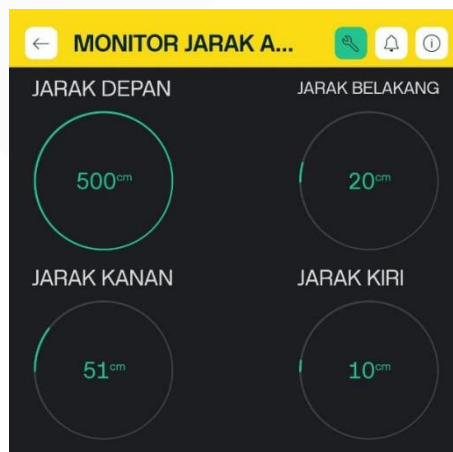 MONITOR JARAK A...
JARAK DEPAN
JARAK BELAKANG
500cm
20cm
JARAK KANAN
JARAK KIRI
51cm
10cm